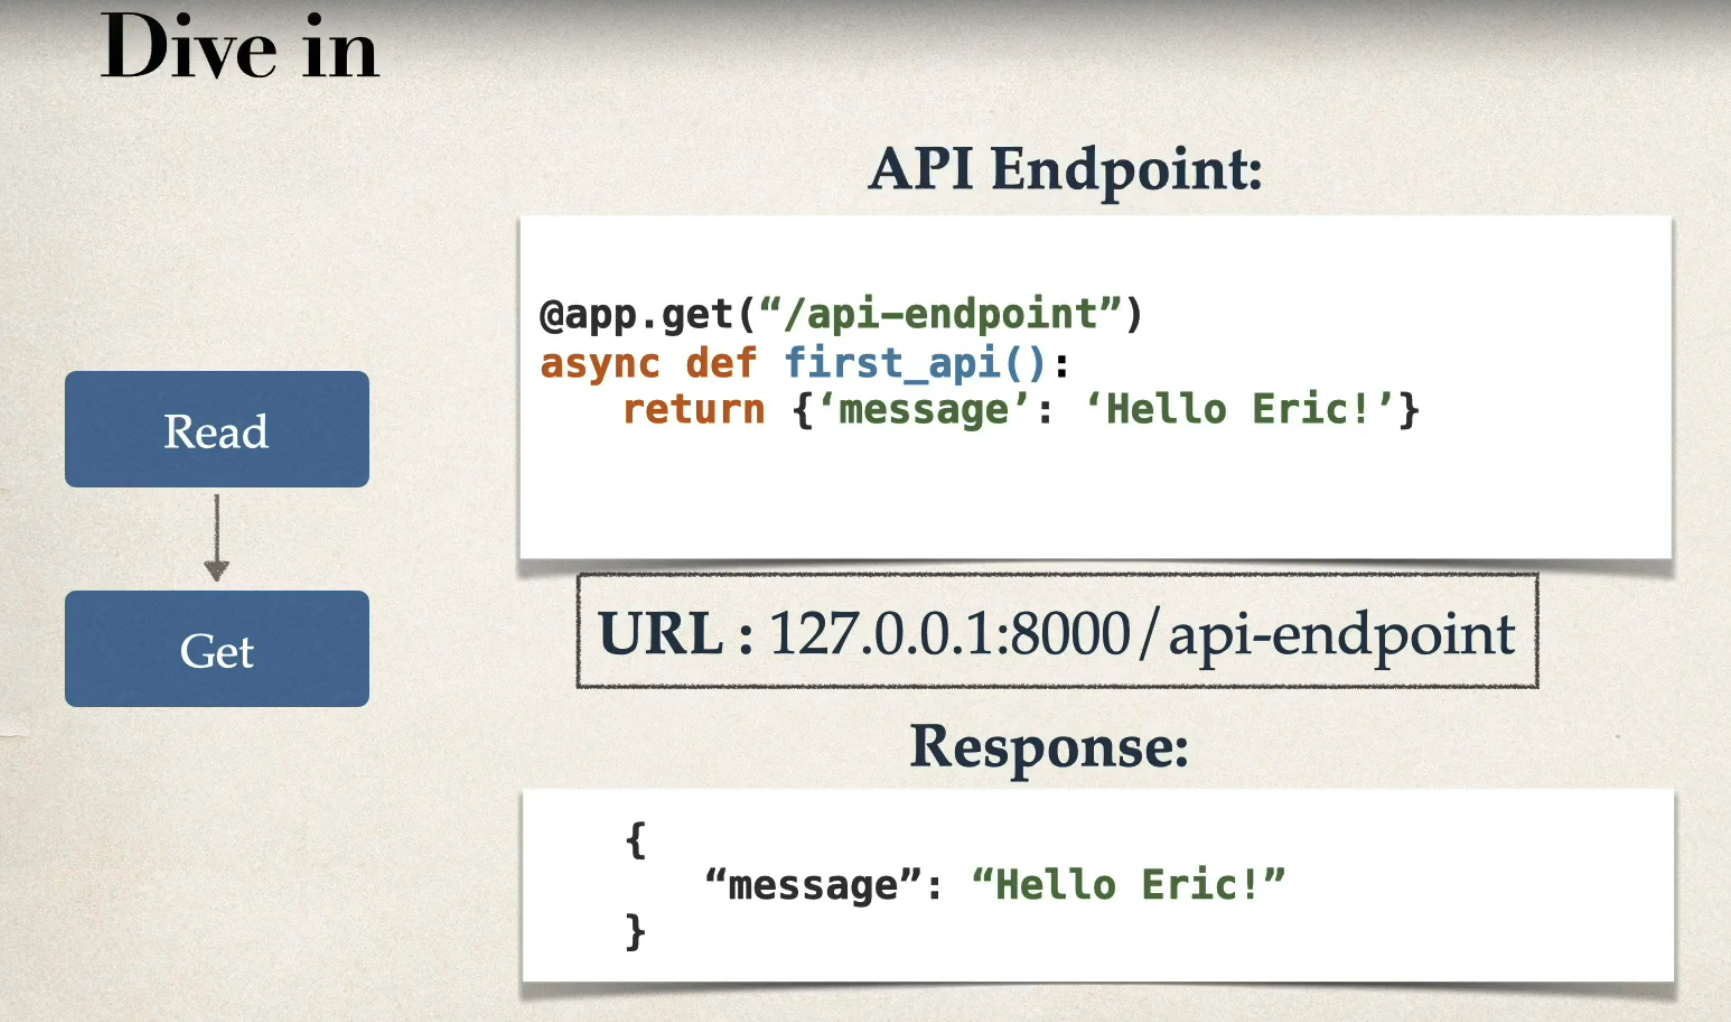 Dive in
Read
Get
API Endpoint:
@app.get(“/api-endpoint”)
async def first_api():
    return {‘message’: ‘Hello Eric!’}
URL : 127.0.0.1:8000/api-endpoint
Response:
{
    “message”: “Hello Eric!”
}